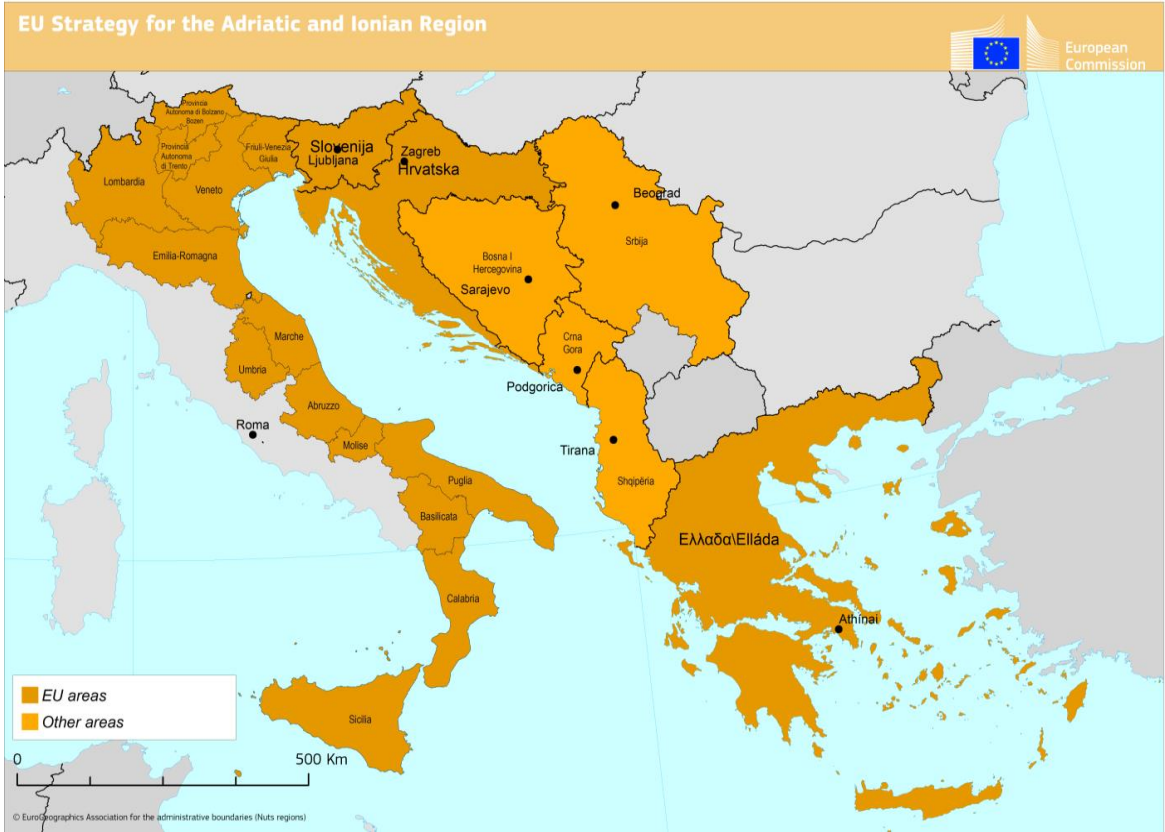 EU Strategy for the Adriatic and Ionian Region
European
Commission
Provincia
Autonoma di Bolzano
Bozen
Provincia
Autonoma
di Trento
Friuli-Venezia
Giulia
Slovenija
Ljubljana
Zagreb
Hrvatska
Lombardia
Veneto
Beograd
Srbija
Emilia-Romagna
Bosna I
Hercegovina
Sarajevo
Marche
Crna
Gora
Umbria
Podgorica
Abruzzo
Roma
Molise
Tirana
Puglia
Shqipëria
Basilicata
Ελλαδα\Elláda
Calabria
Athínai
EU areas
Other areas
Sicilia
0 500 Km
© EuroGeographics Association for the administrative boundaries (Nuts regions)